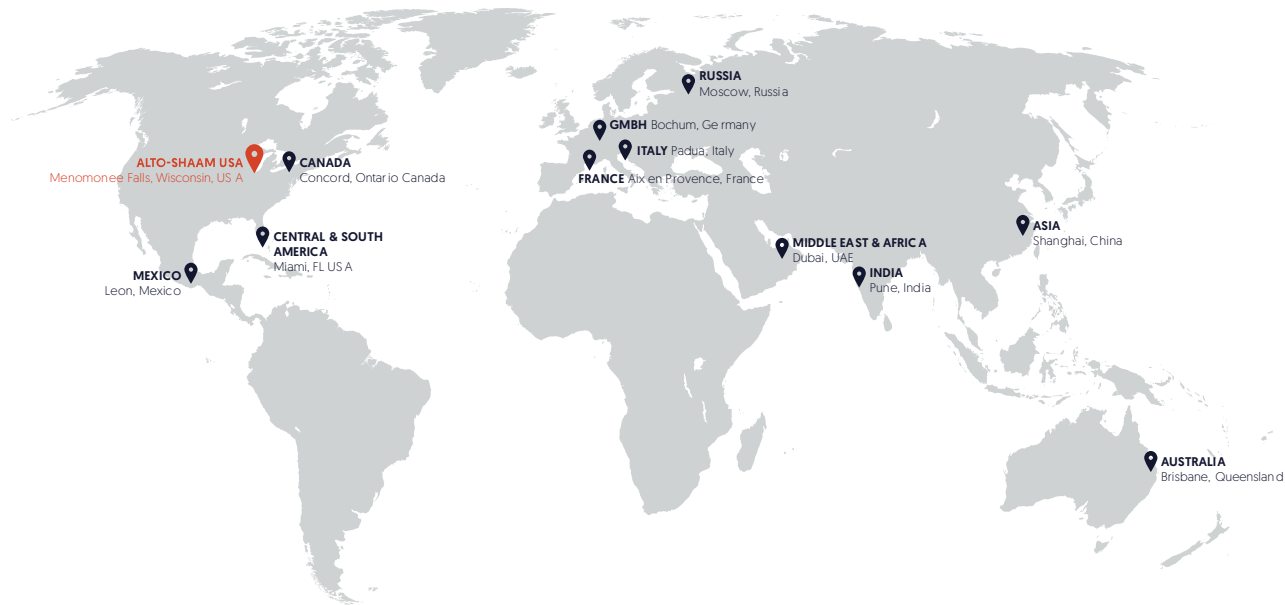 RUSSIA
Moscow, Russia
GMBH Bochum, Germany
ITALY Padua, Italy
FRANCE Aix en Provence, France
ALTO-SHAAM USA
Menomonee Falls, Wisconsin, USA
CANADA
Concord, Ontario Canada
CENTRAL & SOUTH
AMERICA
Miami, FL USA
MEXICO
Leon, Mexico
MIDDLE EAST & AFRICA
Dubai, UAE
INDIA
Pune, India
ASIA
Shanghai, China
AUSTRALIA
Brisbane, Queensland